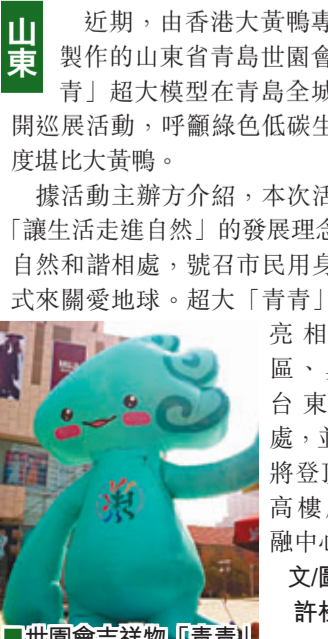 山東
近期，由香港大黃鴨專
製作的山東省青島世園會
青」超大模型在青島全城
開巡展活動，呼籲綠色低碳生
度堪比大黃鴨。
據活動主辦方介紹，本次活
「讓生活走進自然」的發展理念
自然和諧相處，號召市民用身
式來關愛地球。超大「青青」
亮相
區、
台東
處，並
將登頂
高樓
融中心
文/圖
許桂
■世園會吉祥物「青青」